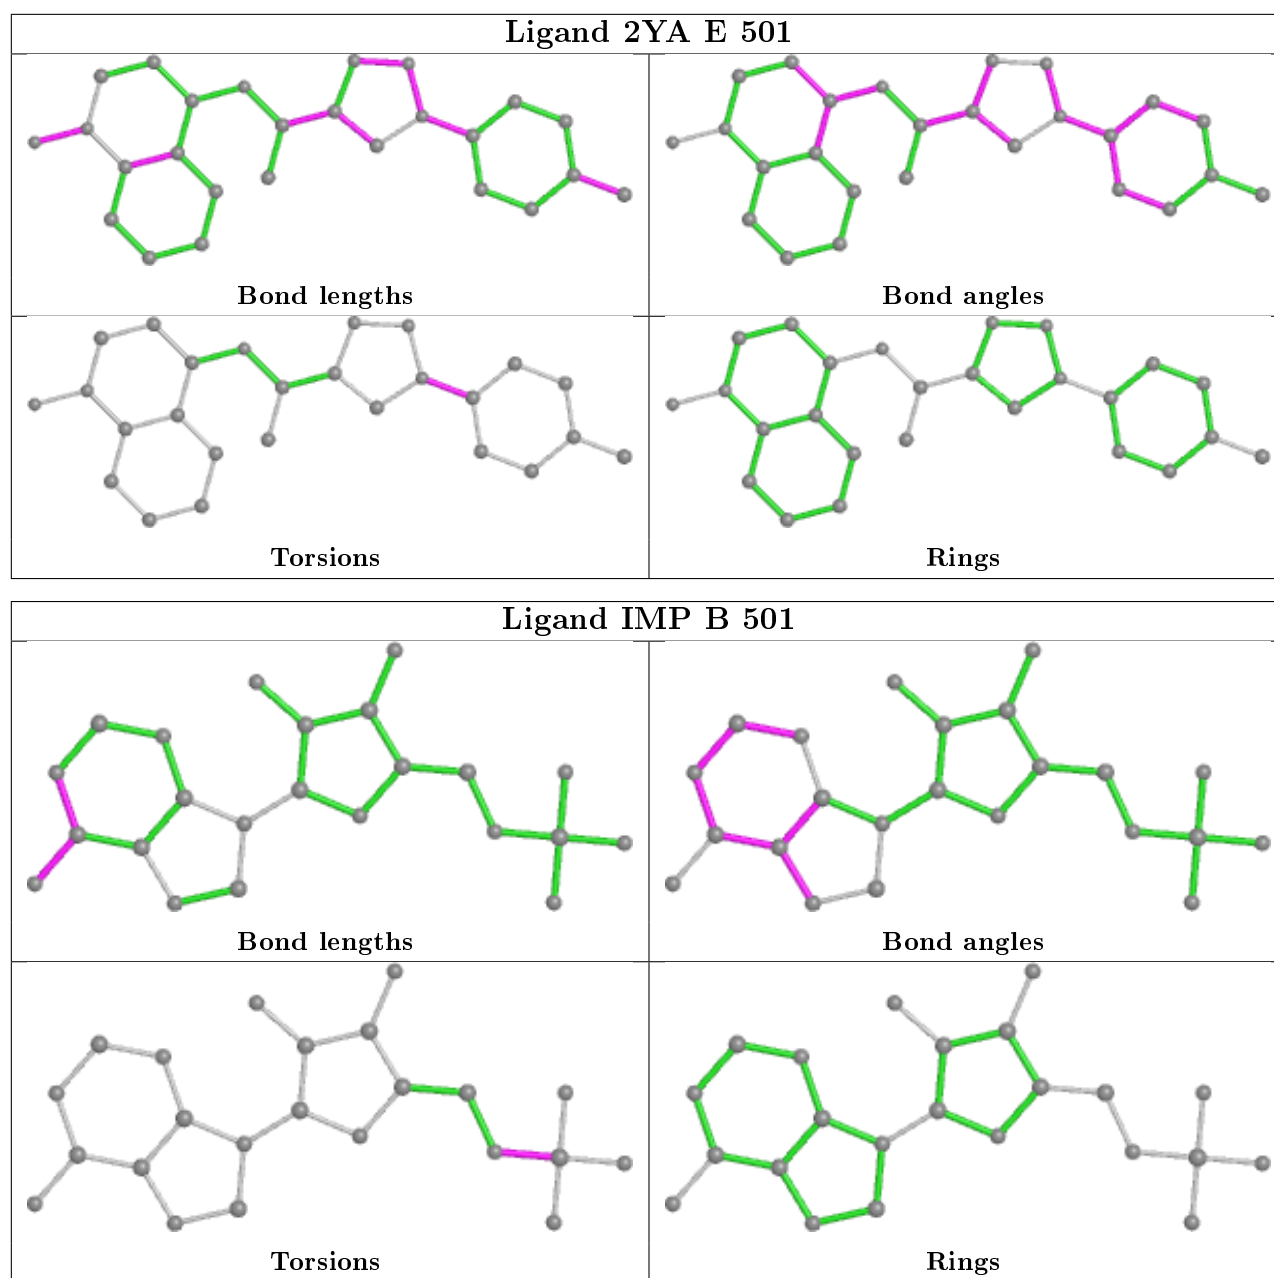 Ligand 2YA E 501
Bond lengths
Bond angles
Torsions
Rings
Ligand IMP B 501
Bond lengths
Bond angles
Torsions
Rings